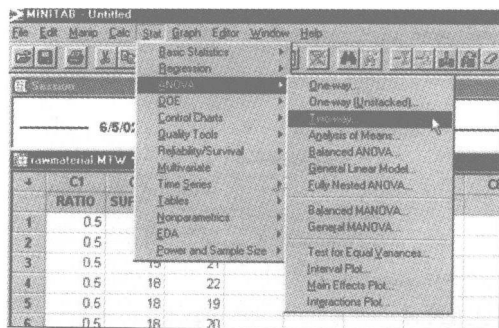 MINITAB - Untitled
File Edit Manip Calc Stat Graph Editor Window Help
Basic Statistics
Regression
ANOVA
DOE
Control Charts
Quality Tools
Reliability/Survival
Multivariate
Time Series
Tables
Nonparametrics
EDA
Power and Sample Size
One-way...
One-way (Unstacked)...
Two-way...
Analysis of Means...
Balanced ANOVA...
General Linear Model...
Fully Nested ANOVA...
Balanced MANOVA...
General MANOVA...
Test for Equal Variances...
Interval Plot...
Main Effects Plot...
Interactions Plot...
Session
6/5/02
rawmaterial.MTW
C1
RATIO SUP
1 0.5
2 0.5
3 0.5 15 21
4 0.5 18 22
5 0.5 18 19
6 0.5 18 20